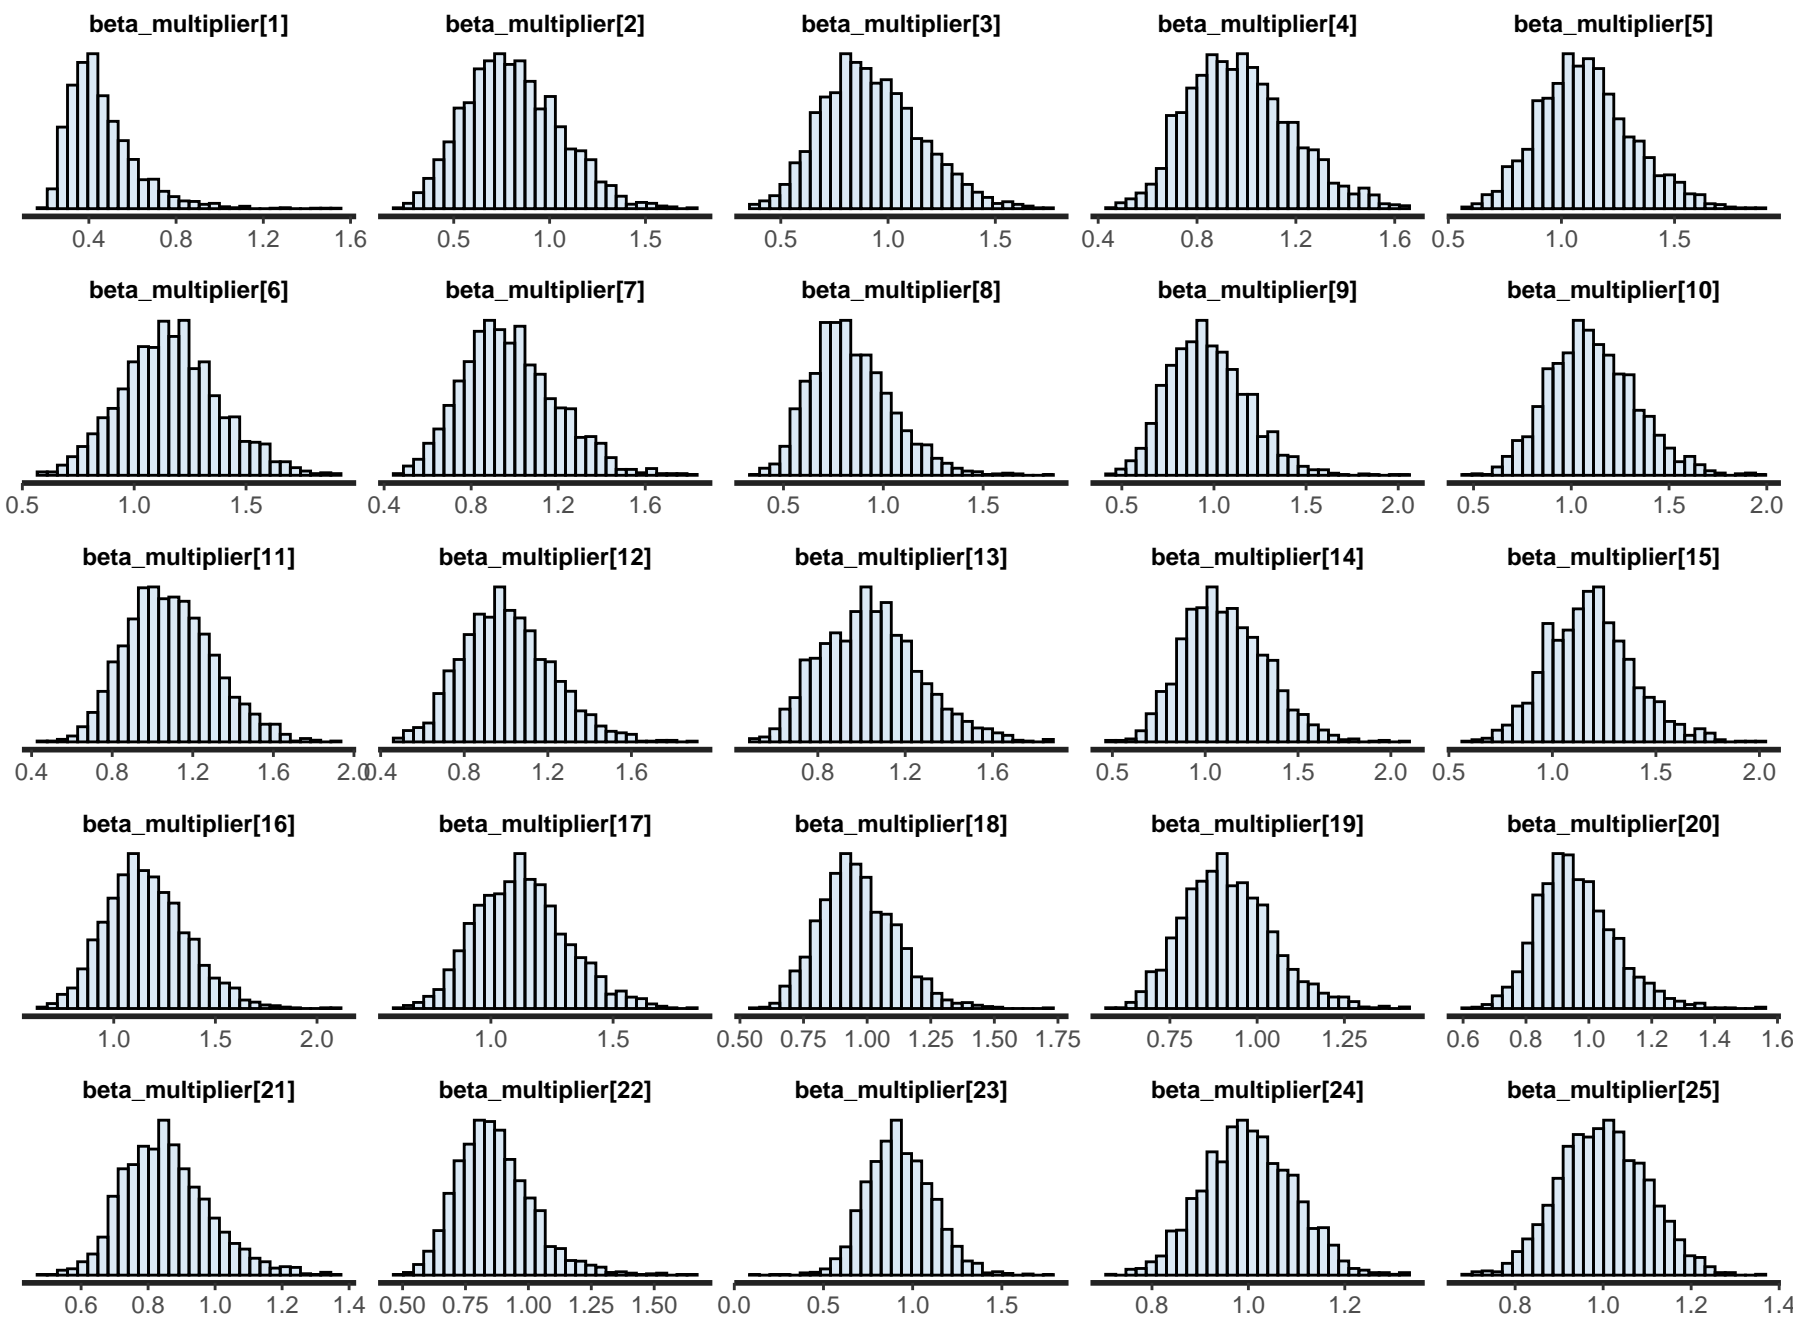 beta_multiplier[1] beta_multiplier[2] beta_multiplier[3] beta_multiplier[4] beta_multiplier[5]
0.4 0.8 1.2 1.6 0.5 1.0 1.5 0.5 1.0 1.5 0.4 0.8 1.2 1.6 0.5 1.0 1.5
beta_multiplier[6] beta_multiplier[7] beta_multiplier[8] beta_multiplier[9] beta_multiplier[10]
0.5 1.0 1.5 0.4 0.8 1.2 1.6 0.5 1.0 1.5 0.5 1.0 1.5 2.0 0.5 1.0 1.5 2.0
beta_multiplier[11] beta_multiplier[12] beta_multiplier[13] beta_multiplier[14] beta_multiplier[15]
0.4 0.8 1.2 1.6 2.0 0.4 0.8 1.2 1.6 0.8 1.2 1.6 0.5 1.0 1.5 2.0 0.5 1.0 1.5 2.0
beta_multiplier[16] beta_multiplier[17] beta_multiplier[18] beta_multiplier[19] beta_multiplier[20]
1.0 1.5 2.0 1.0 1.5 0.50 0.75 1.00 1.25 1.50 1.75 0.75 1.00 1.25 0.6 0.8 1.0 1.2 1.4 1.6
beta_multiplier[21] beta_multiplier[22] beta_multiplier[23] beta_multiplier[24] beta_multiplier[25]
0.6 0.8 1.0 1.2 1.4 0.50 0.75 1.00 1.25 1.50 0.0 0.5 1.0 1.5 0.8 1.0 1.2 0.8 1.0 1.2 1.4